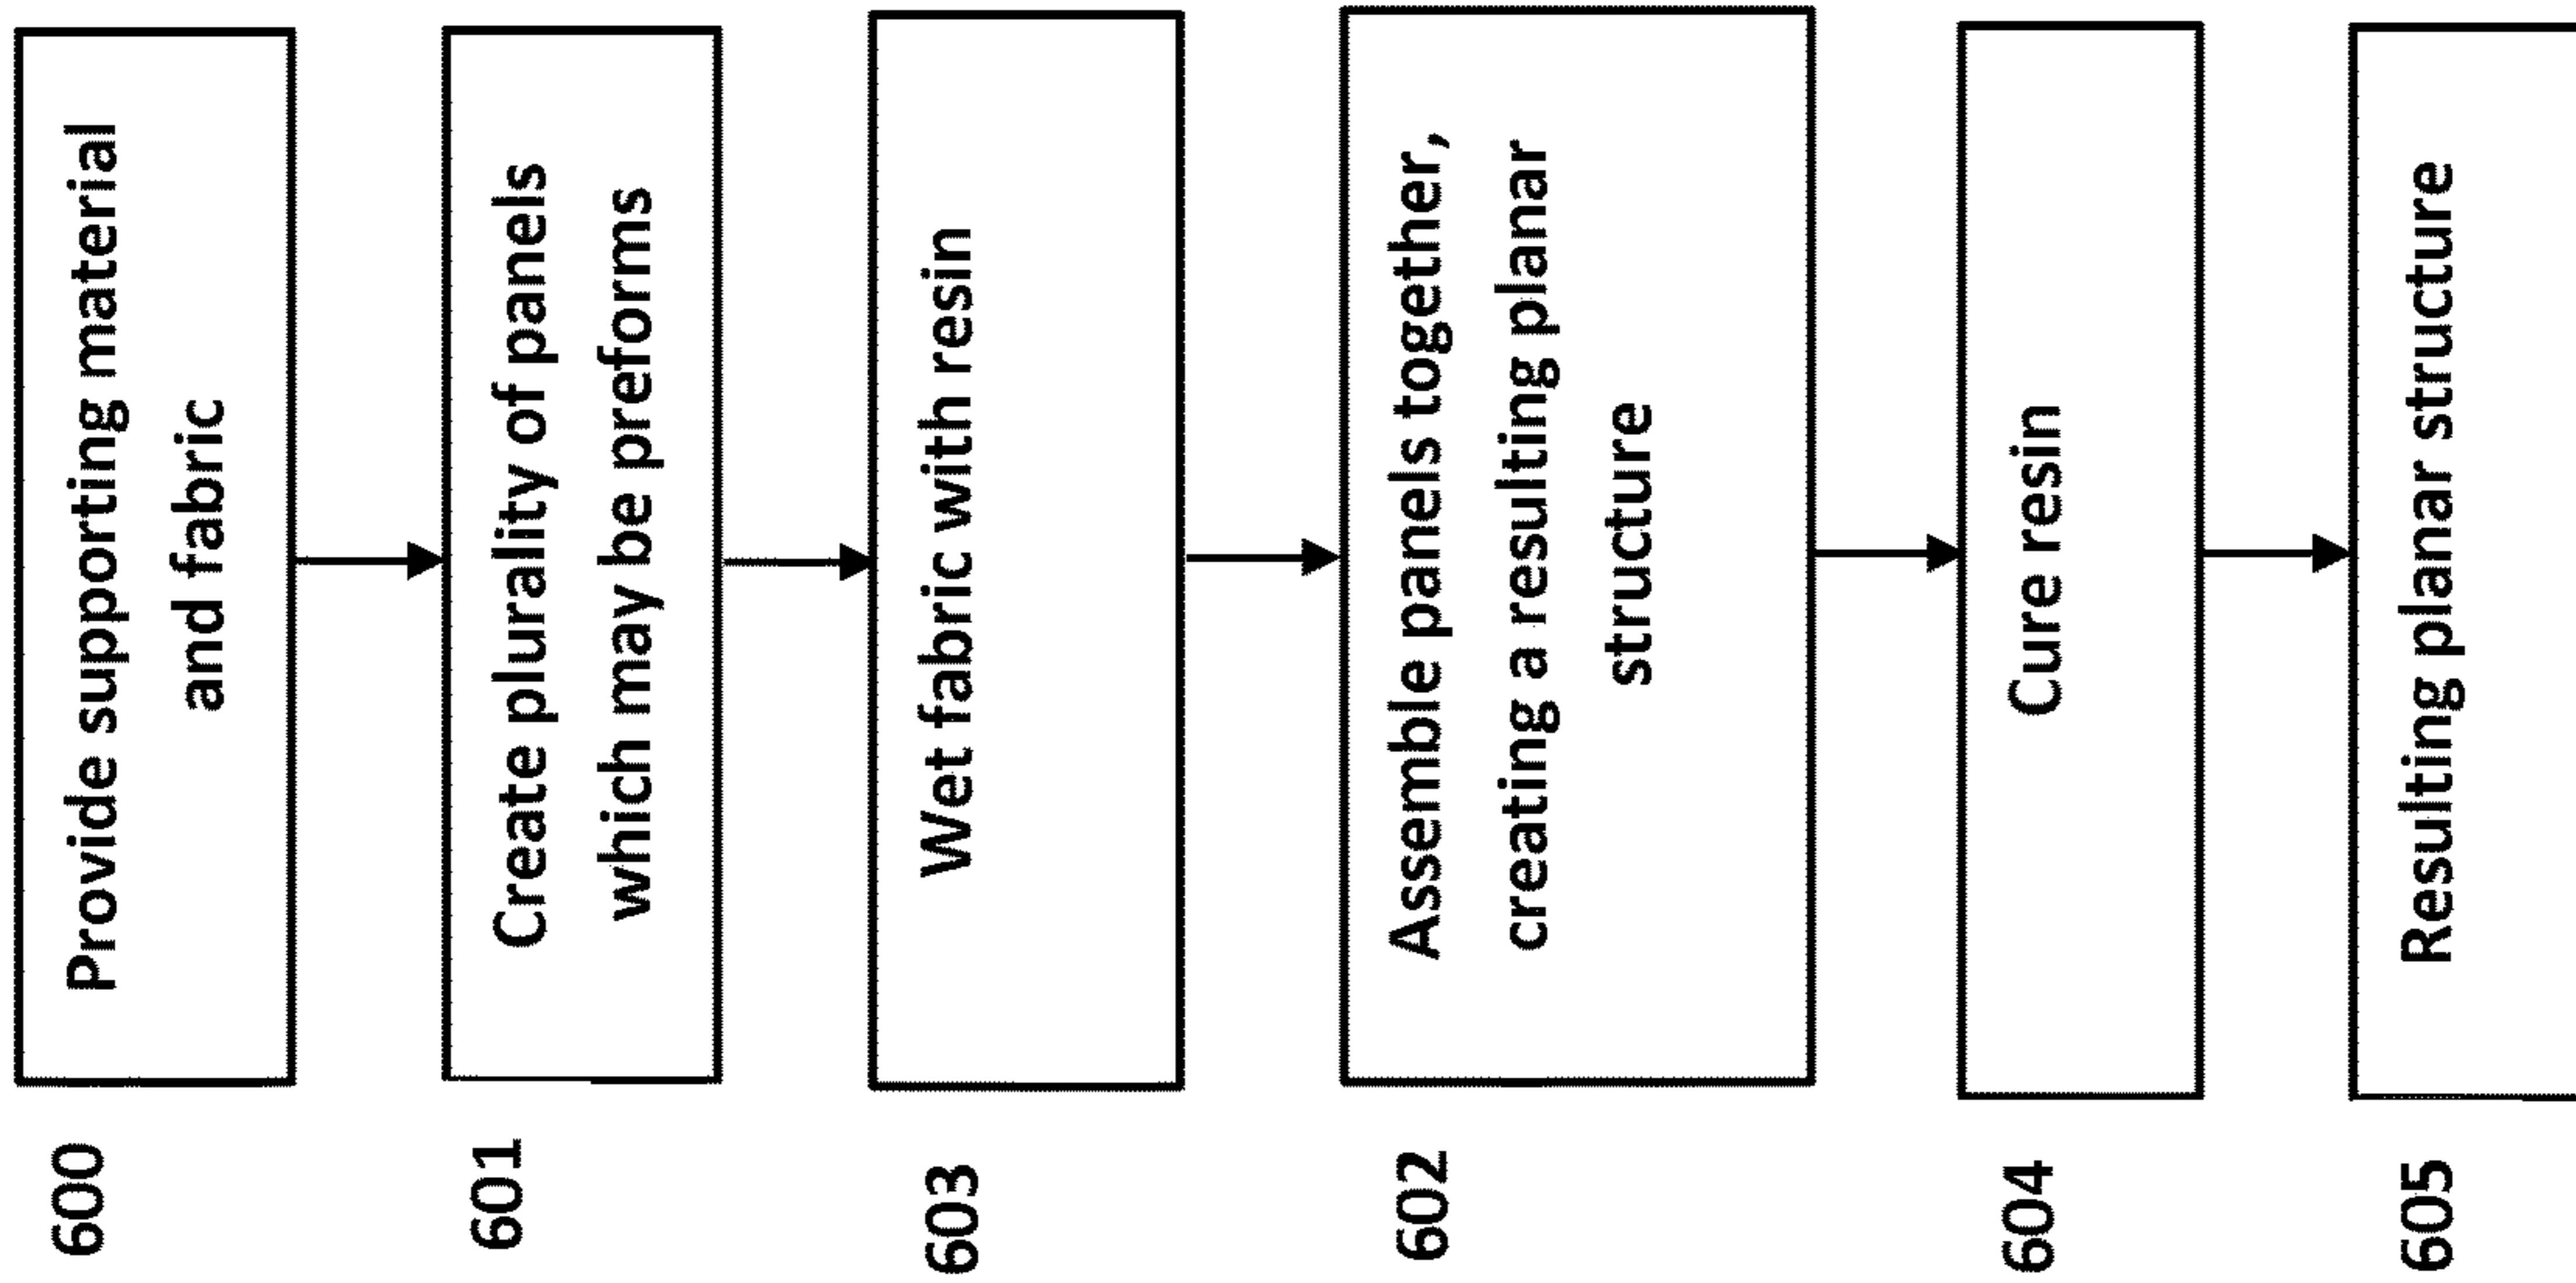 600
Provide supporting material
and fabric
601
Create plurality of panels
which may be preforms
603
Wet fabric with resin
602
Assemble panels together,
creating a resulting planar
structure
604
Cure resin
605
Resulting planar structure